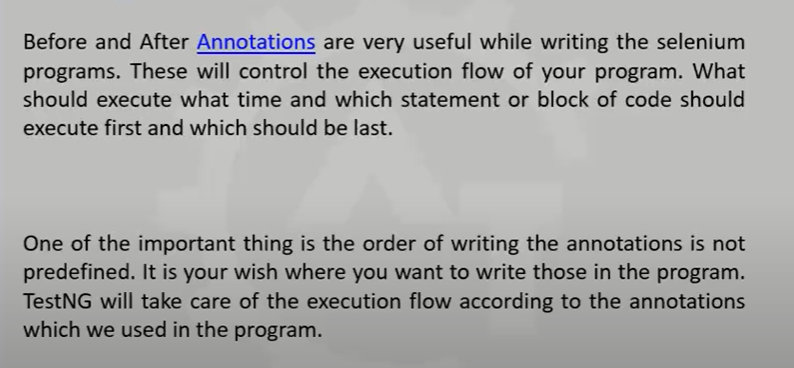 Before and After Annotations are very useful while writing the selenium
programs. These will control the execution flow of your program. What
should execute what time and which statement or block of code should
execute first and which should be last.
One of the important thing is the order of writing the annotations is not
predefined. It is your wish where you want to write those in the program.
TestNG will take care of the execution flow according to the annotations
which we used in the program.